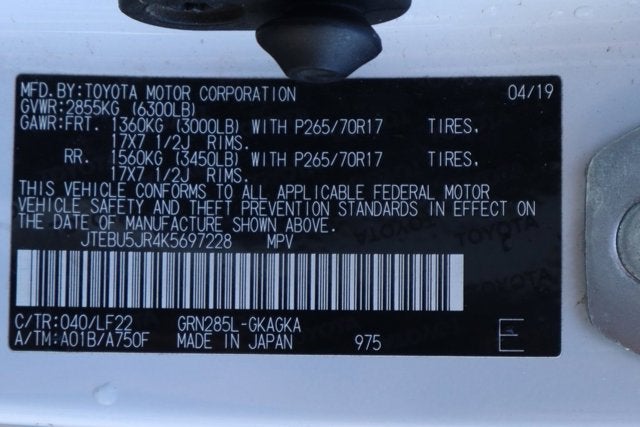 MFD.BY:TOYOTA MOTOR CORPORATION 04/19
GVWR:2855KG (6300LB)
GAWR:FRT. 1360KG (3000LB) WITH P265/70R17 TIRES,
17X7 1/2J RIMS.
RR. 1560KG (3450LB) WITH P265/70R17 TIRES,
17X7 1/2J RIMS.
THIS VEHICLE CONFORMS TO ALL APPLICABLE FEDERAL MOTOR
VEHICLE SAFETY AND THEFT PREVENTION STANDARDS IN EFFECT ON
THE DATE OF MANUFACTURE SHOWN ABOVE.
JTEBU5JR4K5697228 MPV
C/TR:040/LF22 GRN285L-GKAGKA
A/TM:A01B/A750F MADE IN JAPAN 975 E